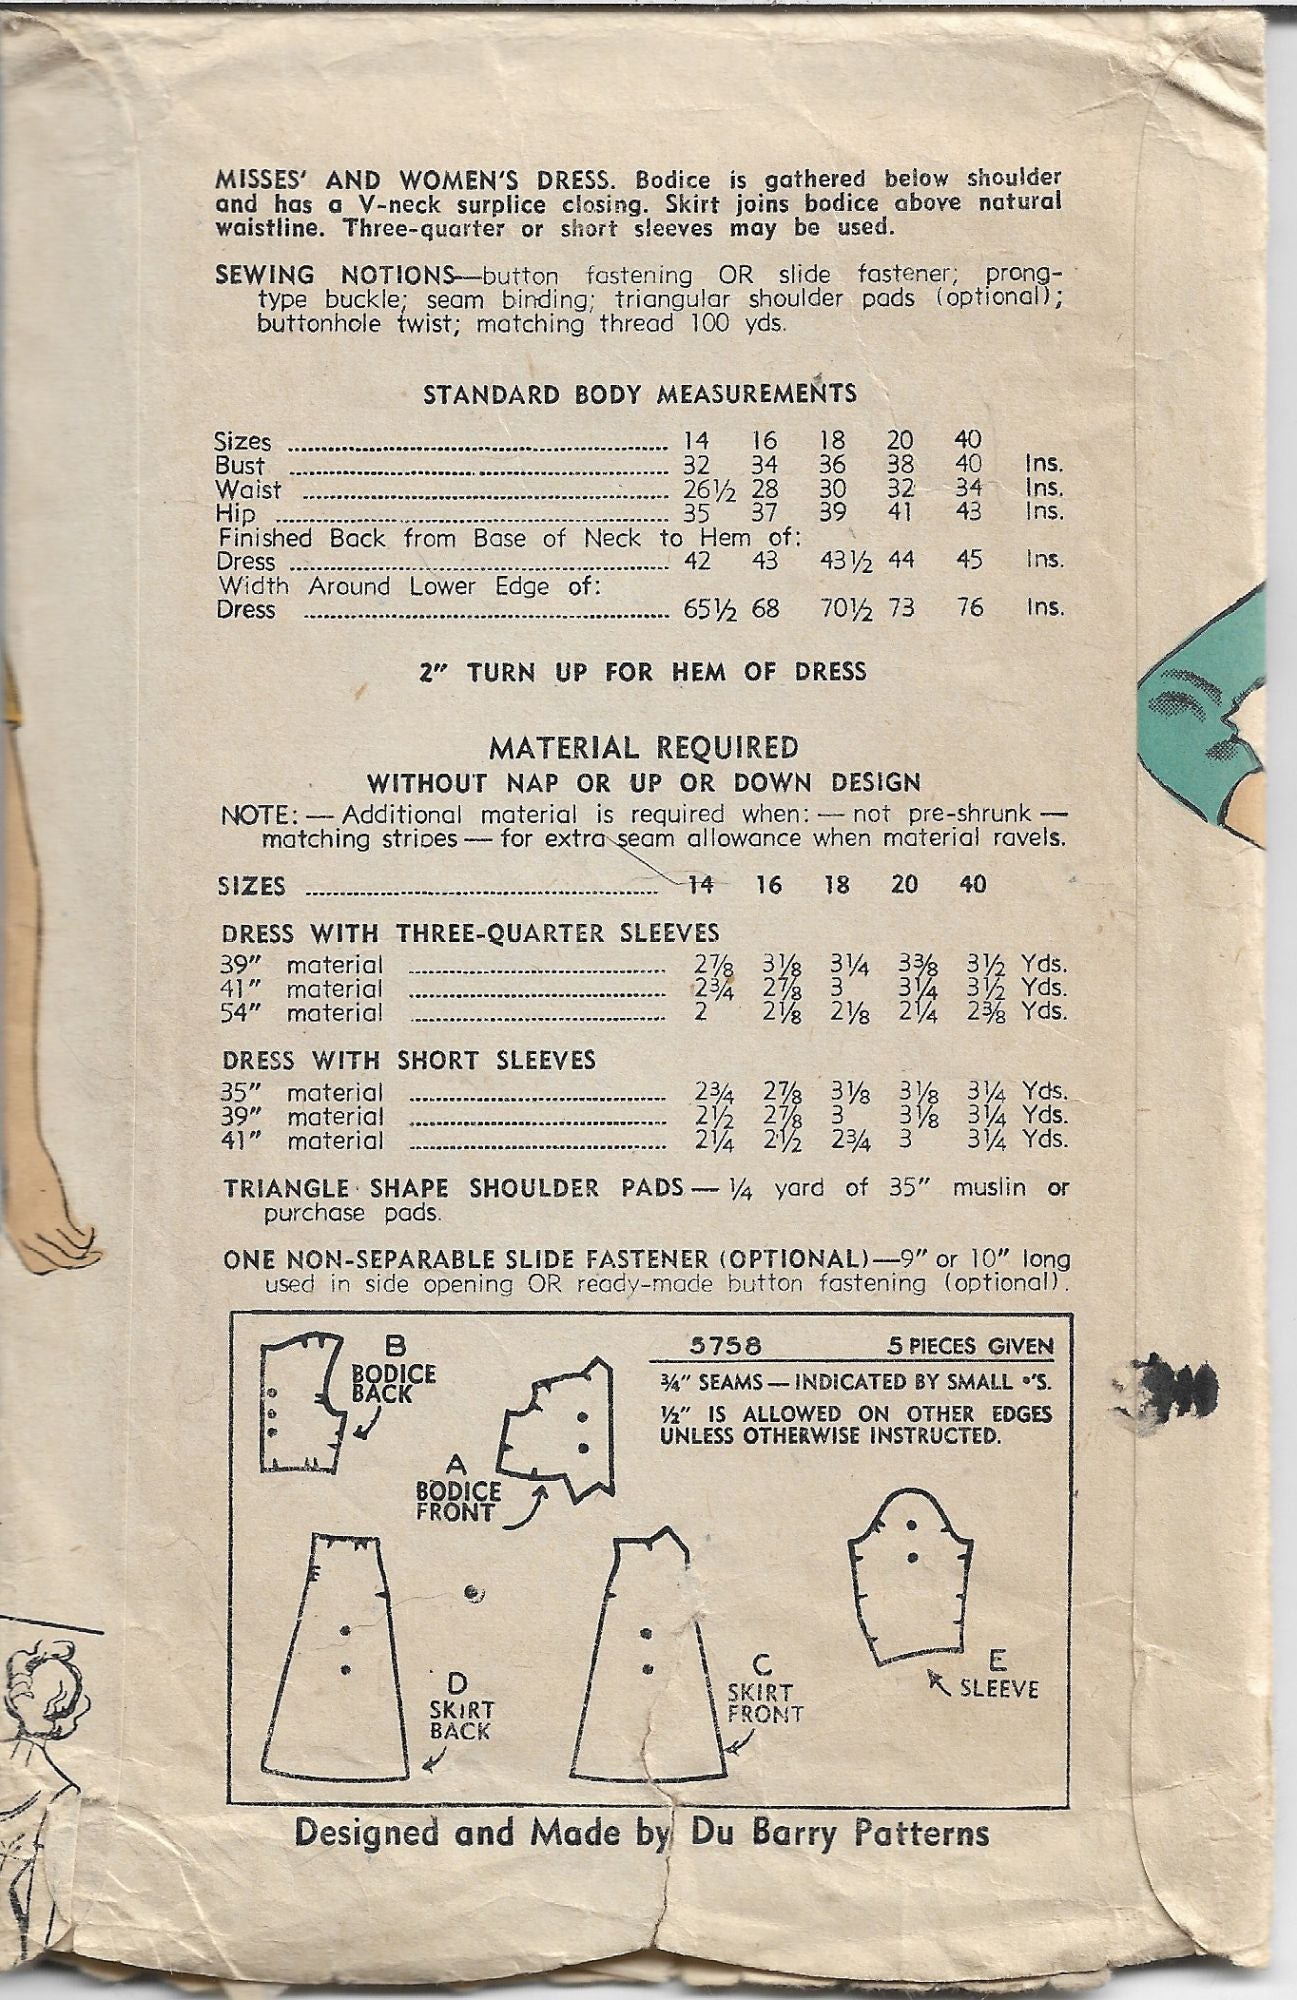 MISSES' AND WOMEN'S DRESS. Bodice is gathered below shoulder
and has a V-neck surplice closing. Skirt joins bodice above natural
waistline. Three-quarter or short sleeves may be used.
SEWING NOTIONS—button fastening OR slide fastener; prong-
type buckle; seam binding; triangular shoulder pads (optional);
buttonhole twist; matching thread 100 yds.
STANDARD BODY MEASUREMENTS
Sizes 14 16 18 20 40
Bust 32 34 36 38 40 Ins.
Waist 26½ 28 30 32 34 Ins.
Hip 35 37 39 41 43 Ins.
Finished Back from Base of Neck to Hem of:
Dress 42 43 43½ 44 45 Ins.
Width Around Lower Edge of:
Dress 65½ 68 70½ 73 76 Ins.
2" TURN UP FOR HEM OF DRESS
MATERIAL REQUIRED
WITHOUT NAP OR UP OR DOWN DESIGN
NOTE: — Additional material is required when: — not pre-shrunk —
matching stripes — for extra seam allowance when material ravels.
SIZES 14 16 18 20 40
DRESS WITH THREE-QUARTER SLEEVES
39" material 2⅞ 3⅛ 3¼ 3⅜ 3½ Yds.
41" material 2¾ 2⅞ 3 3¼ 3½ Yds.
54" material 2 2⅛ 2⅛ 2¼ 2⅜ Yds.
DRESS WITH SHORT SLEEVES
35" material 2¾ 2⅞ 3⅛ 3⅛ 3¼ Yds.
39" material 2½ 2⅞ 3 3⅛ 3¼ Yds.
41" material 2¼ 2½ 2¾ 3 3¼ Yds.
TRIANGLE SHAPE SHOULDER PADS — ¼ yard of 35" muslin or
purchase pads.
ONE NON-SEPARABLE SLIDE FASTENER (OPTIONAL)—9" or 10" long
used in side opening OR ready-made button fastening (optional).
5758 5 PIECES GIVEN
¾" SEAMS — INDICATED BY SMALL •'S.
½" IS ALLOWED ON OTHER EDGES
UNLESS OTHERWISE INSTRUCTED.
B
BODICE
BACK
A
BODICE
FRONT
D
SKIRT
BACK
C
SKIRT
FRONT
E
SLEEVE
Designed and Made by Du Barry Patterns